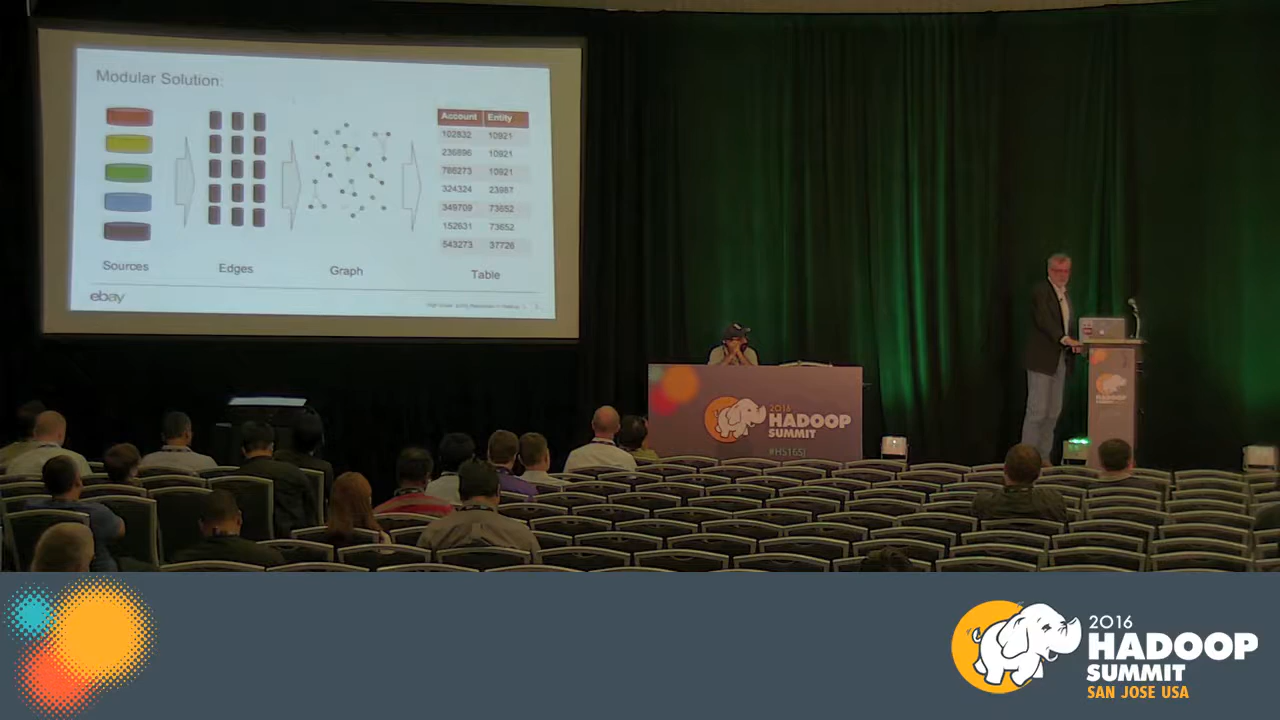 Modular Solution:
Account Entity
102832 10921
236896 10921
786273 10921
324324 23987
349709 73652
152631 73652
543273 37726
Sources
Edges
Graph
Table
ebay
2016
HADOOP
SUMMIT
#HS16SJ
HADOOP
2016
HADOOP
SUMMIT
SAN JOSE USA